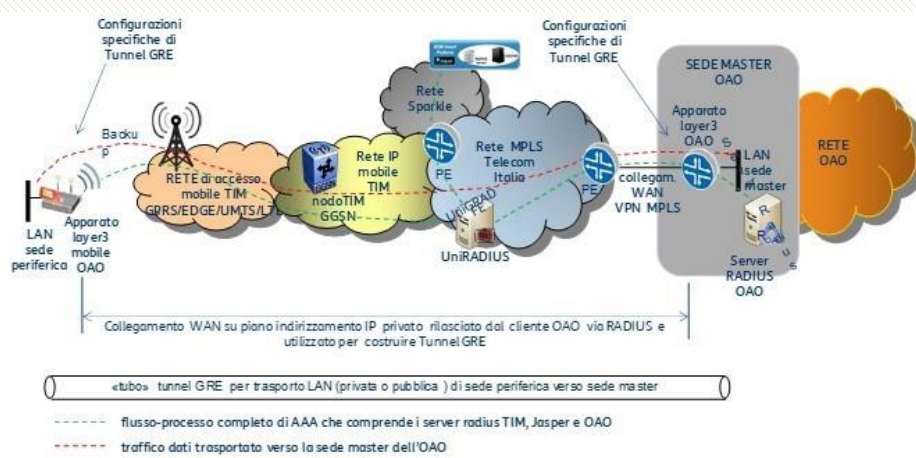 Configurazioni
specifiche di
Tunnel GRE
Configurazioni
specifiche di
Tunnel GRE
SEDE MASTER
OAO
Rete
Sparkle
Apparato
layer3
OAO
Backu
p
Rete IP
mobile
TIM
Rete MPLS
Telecom
Italia
RETE
OAO
LAN
sede
master
PE
PE
RETE di accesso
mobile TIM
GPRS/EDGE/UMTS/LTE
nodo TIM
GGSN
GGSN
collegam.
WAN
VPN MPLS
LAN
sede
periferica
Apparato
layer3
mobile
OAO
UniRADIUS
Server
RADIUS
OAO
Collegamento WAN su piano indirizzamento IP privato rilasciato dal cliente OAO via RADIUS e
utilizzato per costruire Tunnel GRE
«tubo» tunnel GRE per trasporto LAN (privata o pubblica ) di sede periferica verso sede master
flusso-processo completo di AAA che comprende i server radius TIM, Jasper e OAO
traffico dati trasportato verso la sede master dell'OAO